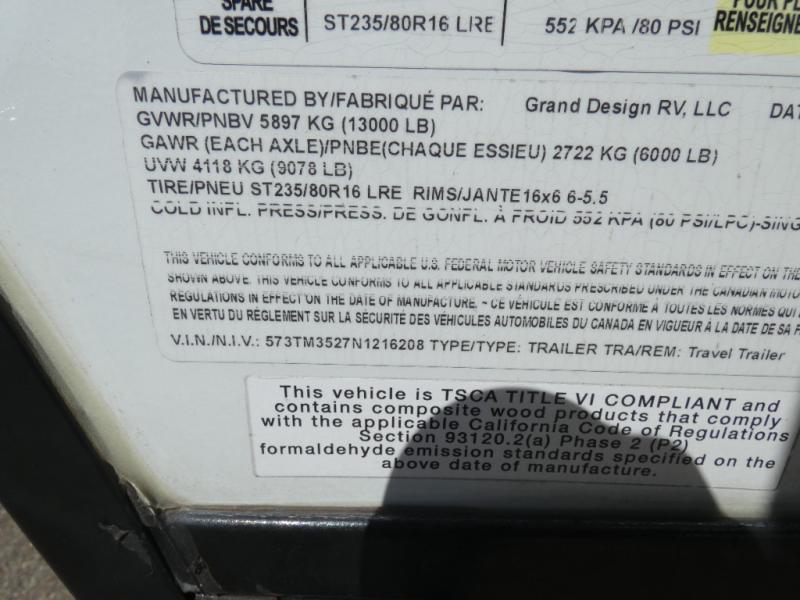 SPARE
DE SECOURS ST235/80R16 LRE 552 KPA /80 PSI
RENSEIGNE
MANUFACTURED BY/FABRIQUÉ PAR: Grand Design RV, LLC DAT
GVWR/PNBV 5897 KG (13000 LB)
GAWR (EACH AXLE)/PNBE(CHAQUE ESSIEU) 2722 KG (6000 LB)
UVW 4118 KG (9078 LB)
TIRE/PNEU ST235/80R16 LRE RIMS/JANTE16x6 6-5.5
COLD INFL. PRESS/PRESS. DE GONFL. À FROID 552 KPA (80 PSI/LPC)-SING
THIS VEHICLE CONFORMS TO ALL APPLICABLE U.S. FEDERAL MOTOR VEHICLE SAFETY STANDARDS IN EFFECT ON THE
SHOWN ABOVE. THIS VEHICLE CONFORMS TO ALL APPLICABLE STANDARDS PRESCRIBED UNDER THE CANADIAN MOTO
REGULATIONS IN EFFECT ON THE DATE OF MANUFACTURE. ~ CE VÉHICULE EST CONFORME À TOUTES LES NORMES QUI
EN VERTU DU RÈGLEMENT SUR LA SÉCURITÉ DES VÉHICULES AUTOMOBILES DU CANADA EN VIGUEUR À LA DATE DE SA F
V.I.N./N.I.V.: 573TM3527N1216208 TYPE/TYPE: TRAILER TRA/REM: Travel Trailer
This vehicle is TSCA TITLE VI COMPLIANT and
contains composite wood products that comply
with the applicable California Code of Regulations
Section 93120.2(a) Phase 2 (P2)
formaldehyde emission standards specified on the
above date of manufacture.